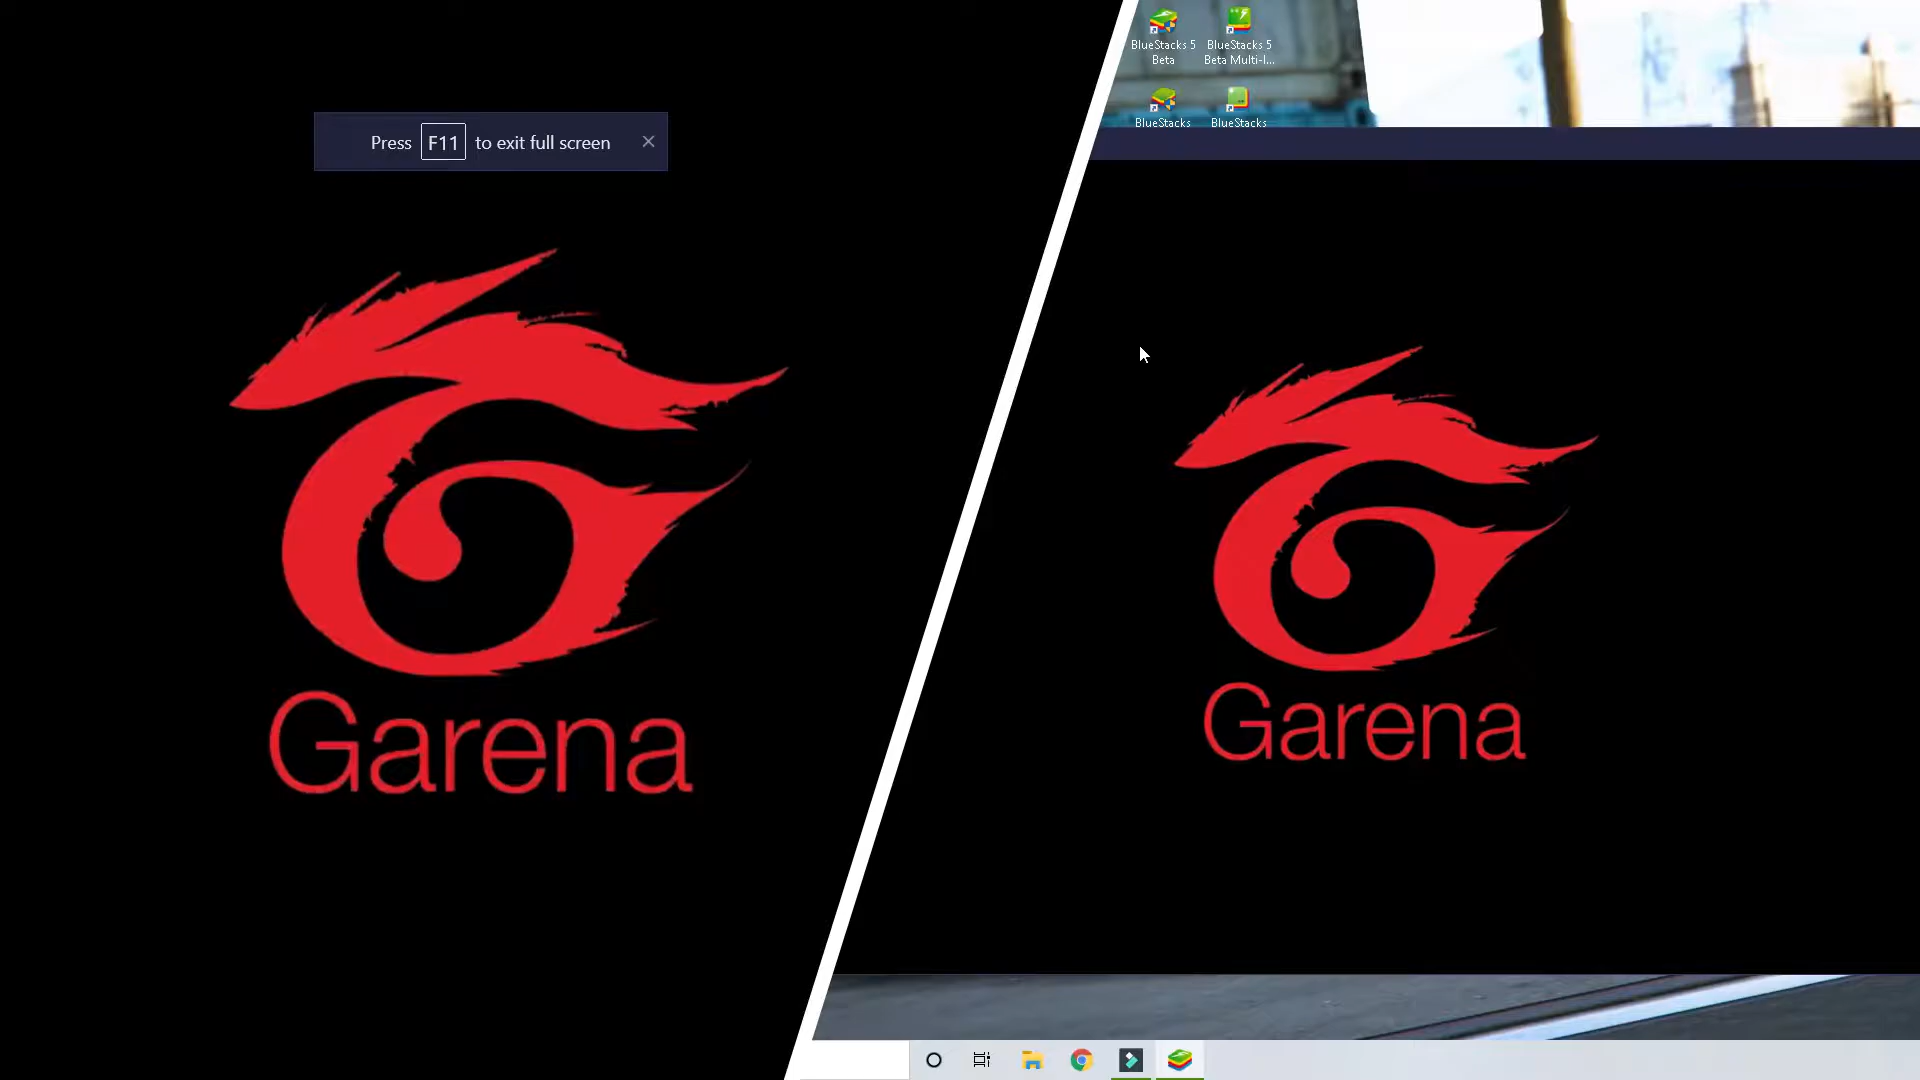 Press F11 to exit full screen
Garena
BlueStacks 5
Beta
BlueStacks 5
Beta Multi-I...
BlueStacks
BlueStacks
Garena